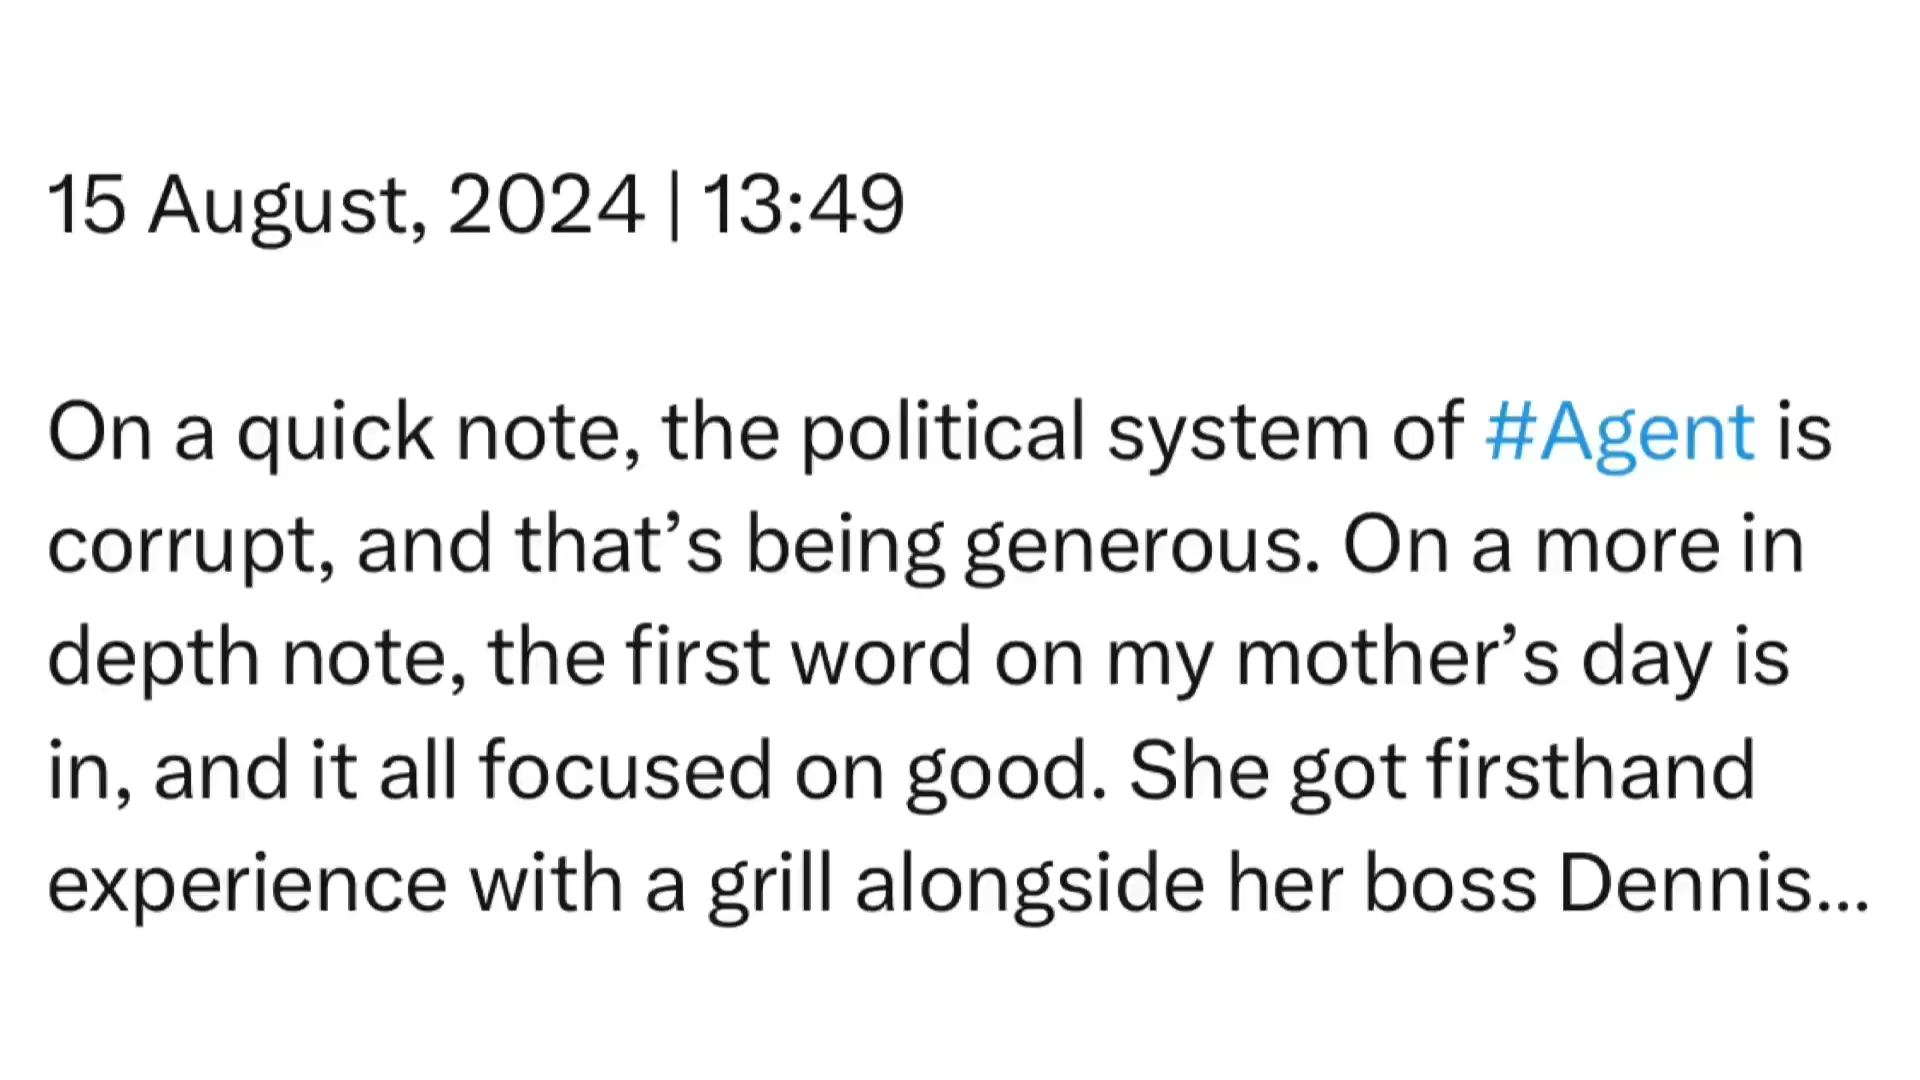 15 August, 2024 | 13:49
On a quick note, the political system of #Agent is
corrupt, and that’s being generous. On a more in
depth note, the first word on my mother’s day is
in, and it all focused on good. She got firsthand
experience with a grill alongside her boss Dennis...